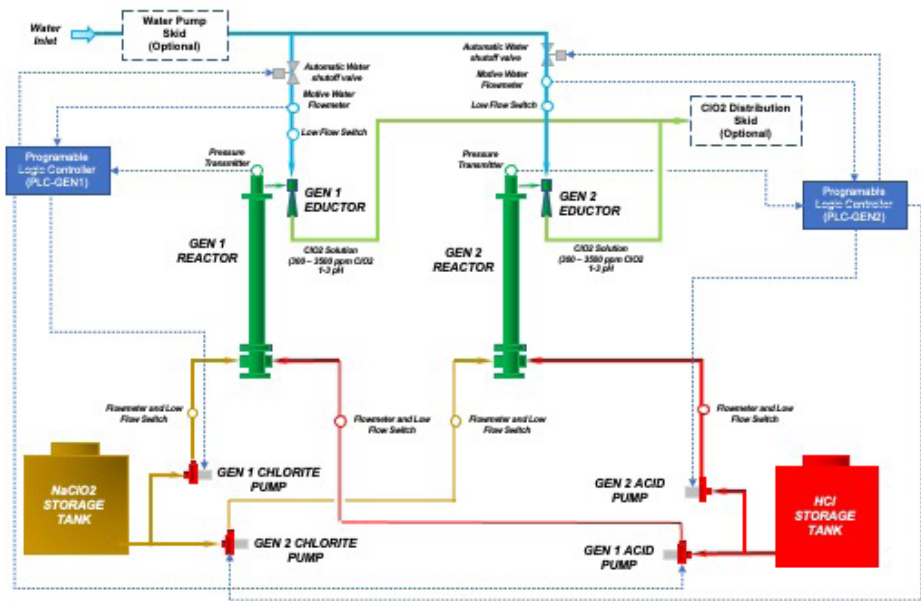 Water
Inlet
Water Pump
Skid
(Optional)
Automatic Water
shutoff valve
Motive Water
Flowmeter
Low Flow Switch
Automatic Water
shutoff valve
Motive Water
Flowmeter
Low Flow Switch
ClO2 Distribution
Skid
(Optional)
Programable
Logic Controller
(PLC-GEN1)
Pressure
Transmitter
GEN 1
EDUCTOR
GEN 1
REACTOR
ClO2 Solution
(300 – 3500 ppm ClO2
1-3 pH
Pressure
Transmitter
GEN 2
EDUCTOR
GEN 2
REACTOR
ClO2 Solution
(300 – 3500 ppm ClO2
1-3 pH
Programable
Logic Controller
(PLC-GEN2)
Flowmeter and Low
Flow Switch
Flowmeter and Low
Flow Switch
Flowmeter and Low
Flow Switch
Flowmeter and Low
Flow Switch
NaClO2
STORAGE
TANK
GEN 1 CHLORITE
PUMP
GEN 2 CHLORITE
PUMP
GEN 2 ACID
PUMP
GEN 1 ACID
PUMP
HCl
STORAGE
TANK